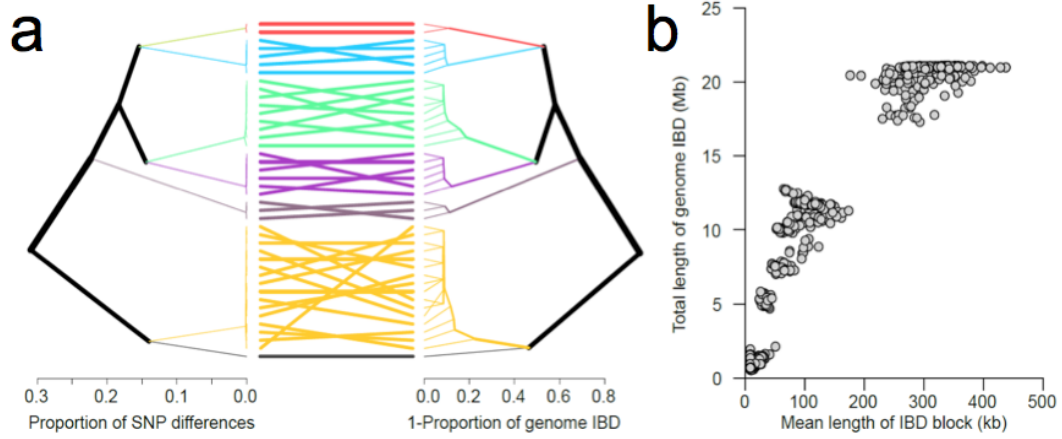 a
0.3 0.2 0.1 0.0
Proportion of SNP differences
0.0 0.2 0.4 0.6 0.8
1-Proportion of genome IBD
b
Total length of genome IBD (Mb)
25
20
15
10
5
0
0 100 200 300 400 500
Mean length of IBD block (kb)